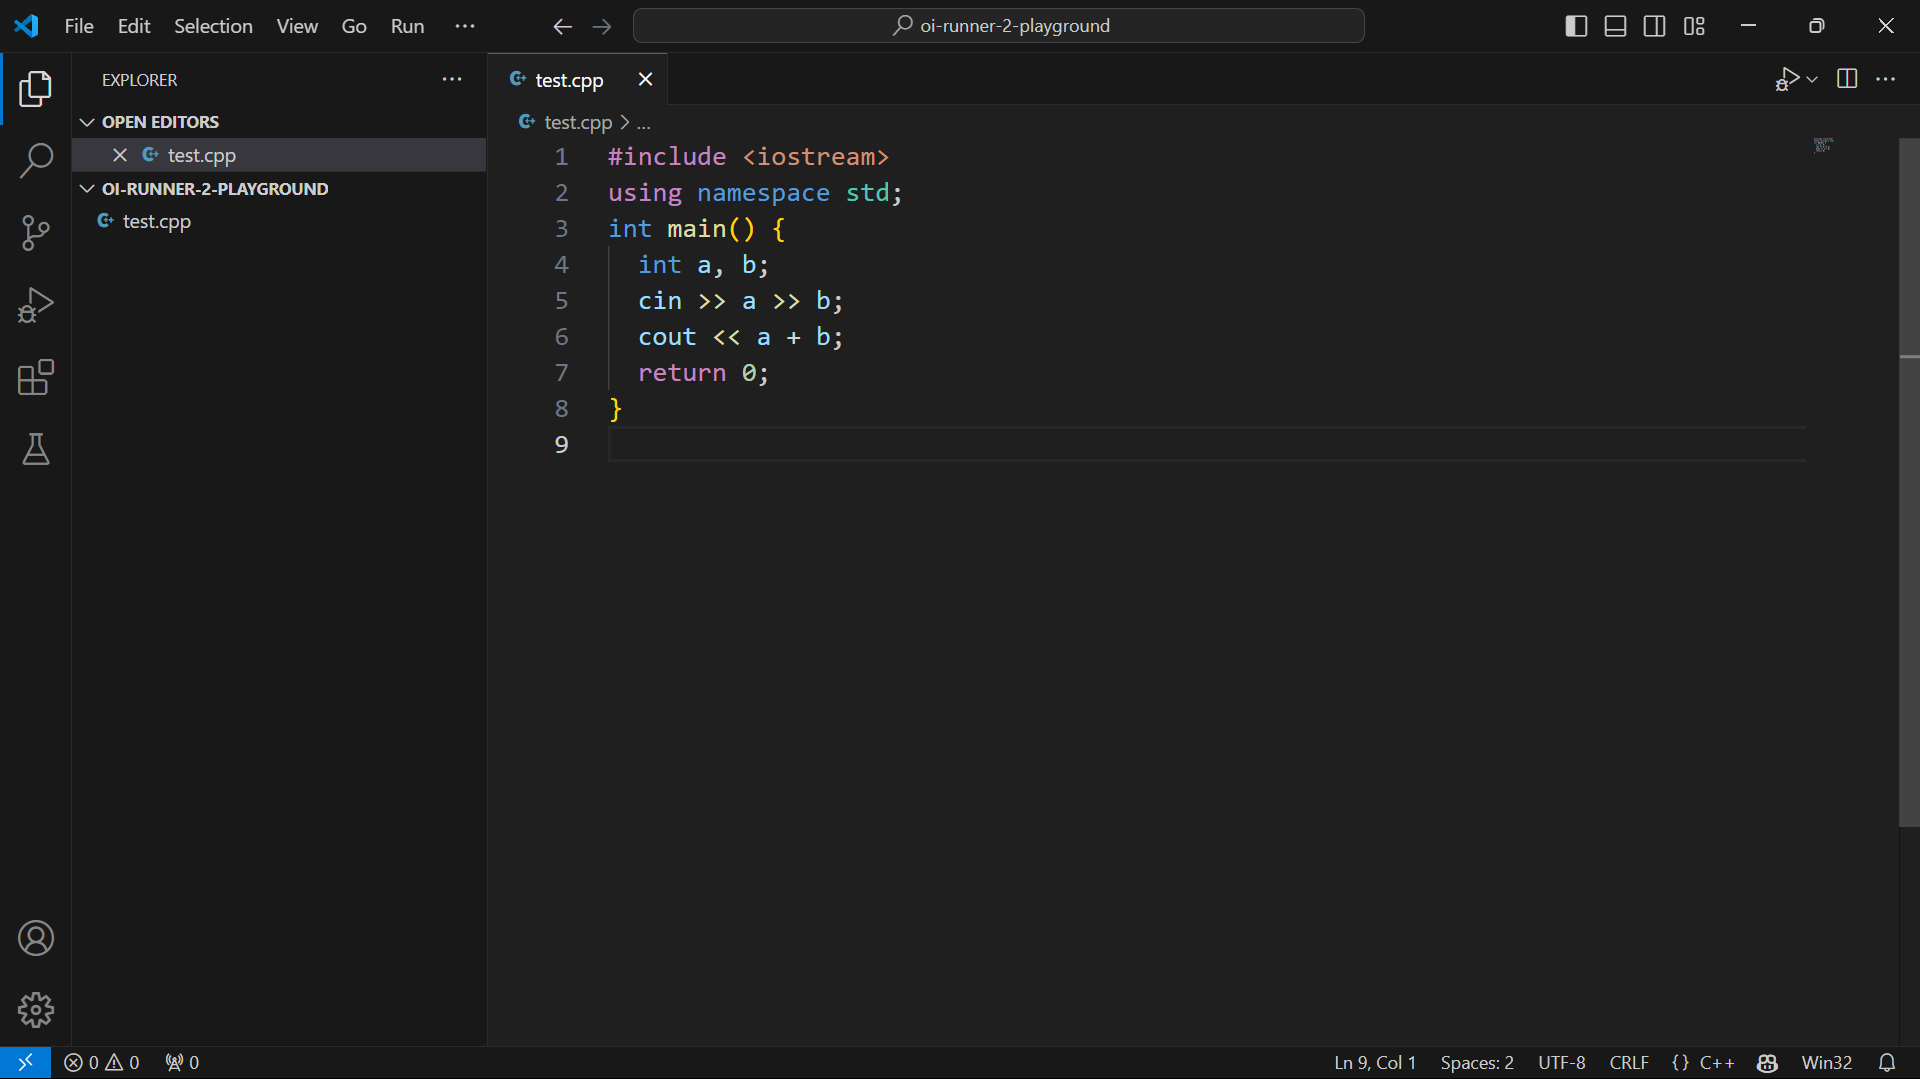 File Edit Selection View Go Run
oi-runner-2-playground
EXPLORER
OPEN EDITORS
test.cpp
OI-RUNNER-2-PLAYGROUND
test.cpp
test.cpp
test.cpp > ...
1 #include <iostream>
2 using namespace std;
3 int main() {
4 int a, b;
5 cin >> a >> b;
6 cout << a + b;
7 return 0;
8 }
9
0 0 0
Ln 9, Col 1 Spaces: 2 UTF-8 CRLF {} C++ Win32